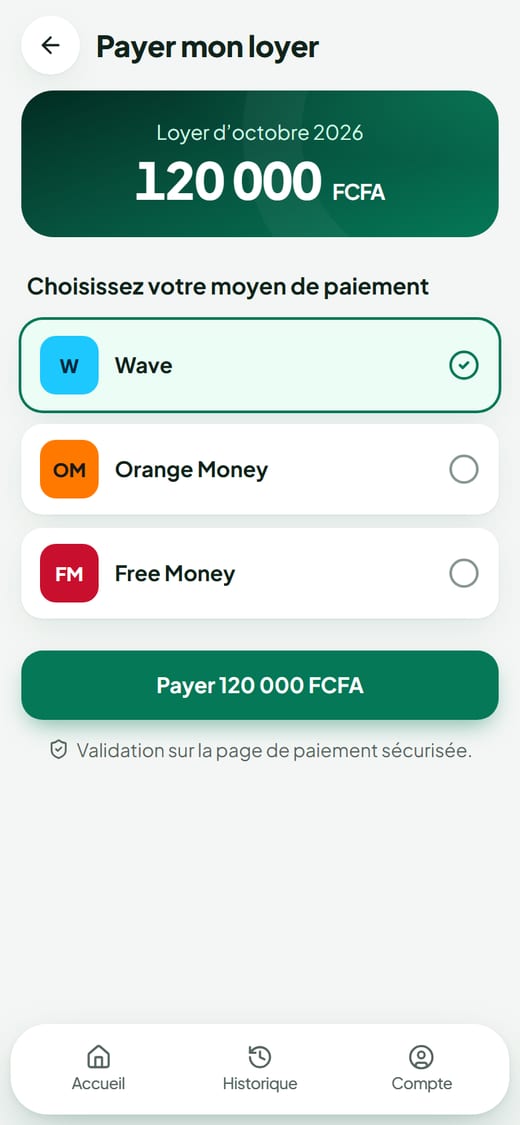 Payer mon loyer
Loyer d’octobre 2026
120 000 FCFA
Choisissez votre moyen de paiement
W Wave
OM Orange Money
FM Free Money
Payer 120 000 FCFA
Validation sur la page de paiement sécurisée.
Accueil Historique Compte